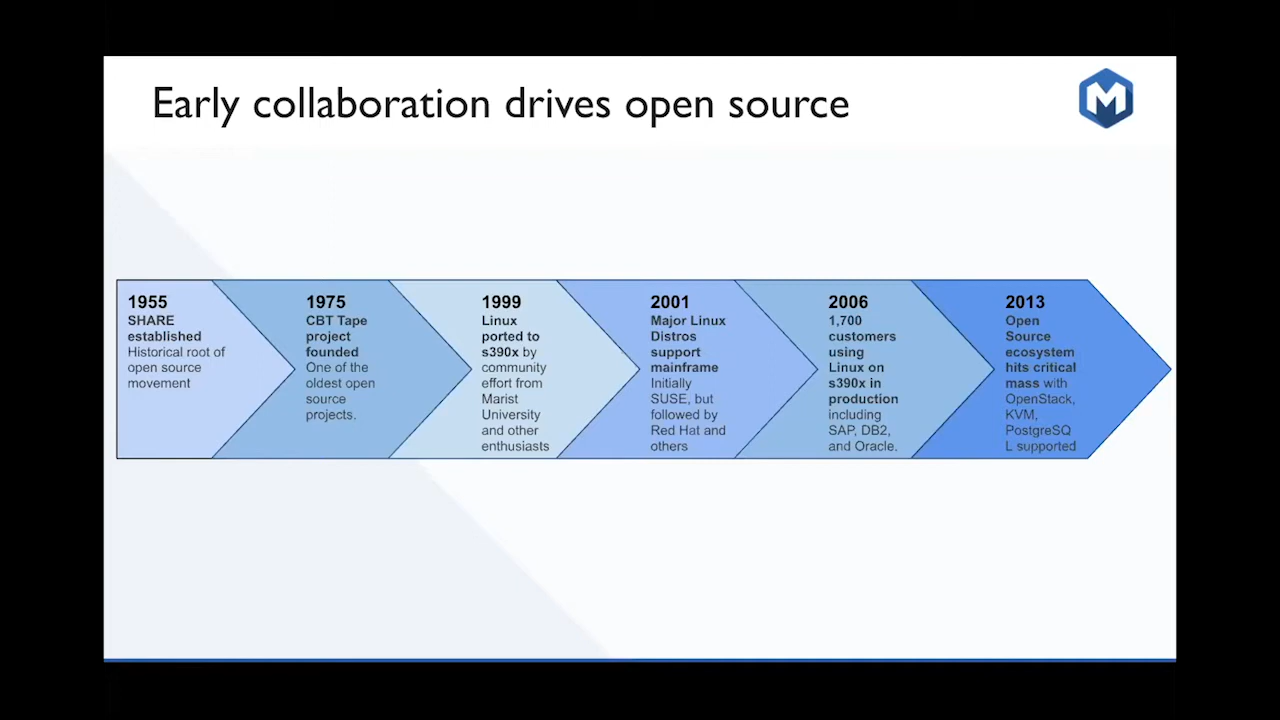 Early collaboration drives open source
M
1955
SHARE
established
Historical root of
open source
movement
1975
CBT Tape
project
founded
One of the
oldest open
source
projects.
1999
Linux
ported to
s390x by
community
effort from
Marist
University
and other
enthusiasts
2001
Major Linux
Distros
support
mainframe
Initially
SUSE, but
followed by
Red Hat and
others
2006
1,700
customers
using
Linux on
s390x in
production
including
SAP, DB2,
and Oracle.
2013
Open
Source
ecosystem
hits critical
mass with
OpenStack,
KVM,
PostgreSQ
L supported